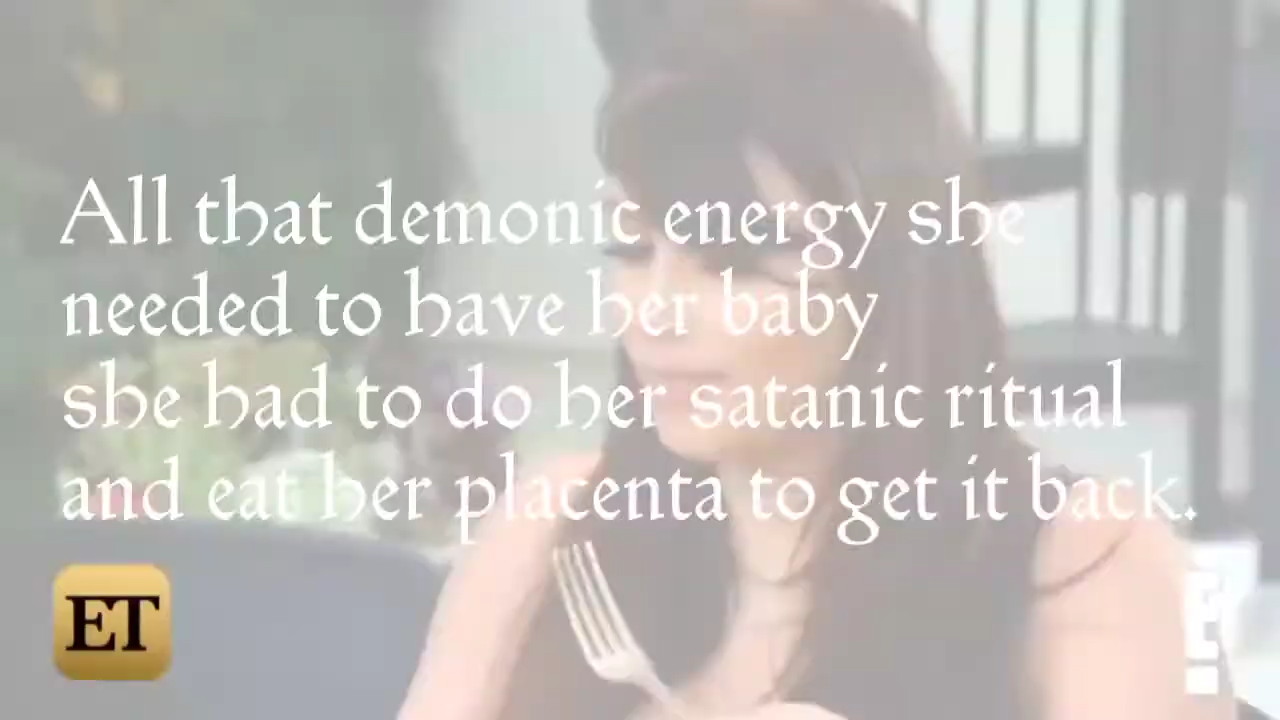 All that demonic energy she
needed to have her baby
she had to do her satanic ritual
and eat her placenta to get it back.
ET
E!